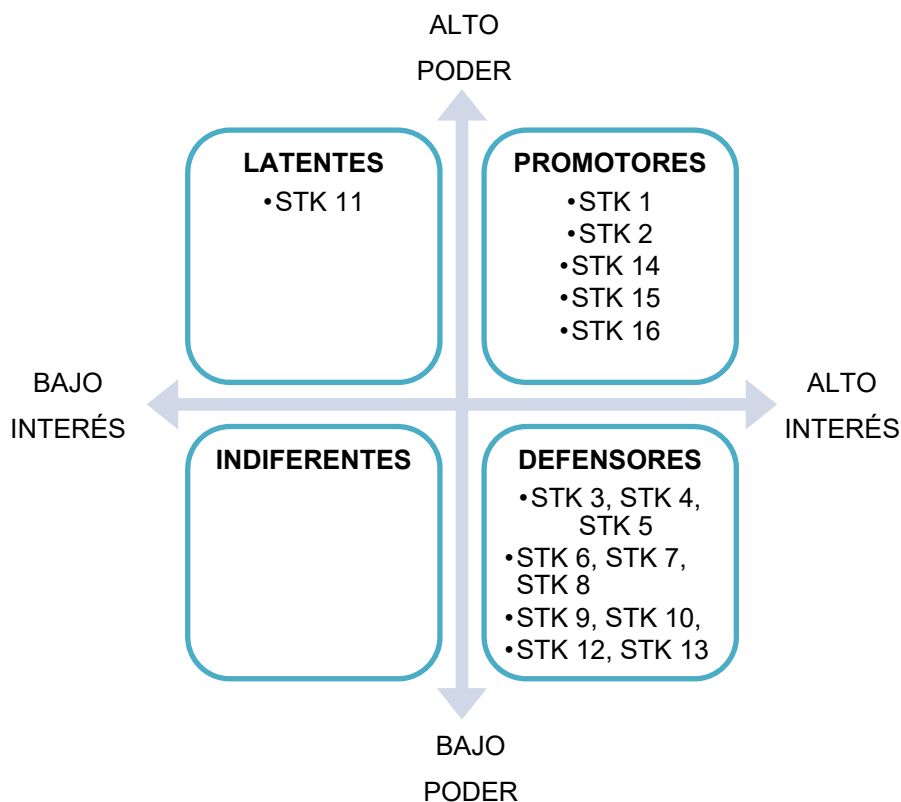 ALTO
PODER
LATENTES
•STK 11
PROMOTORES
•STK 1
•STK 2
•STK 14
•STK 15
•STK 16
BAJO
INTERÉS
ALTO
INTERÉS
INDIFERENTES
DEFENSORES
•STK 3, STK 4,
STK 5
•STK 6, STK 7,
STK 8
•STK 9, STK 10,
•STK 12, STK 13
BAJO
PODER